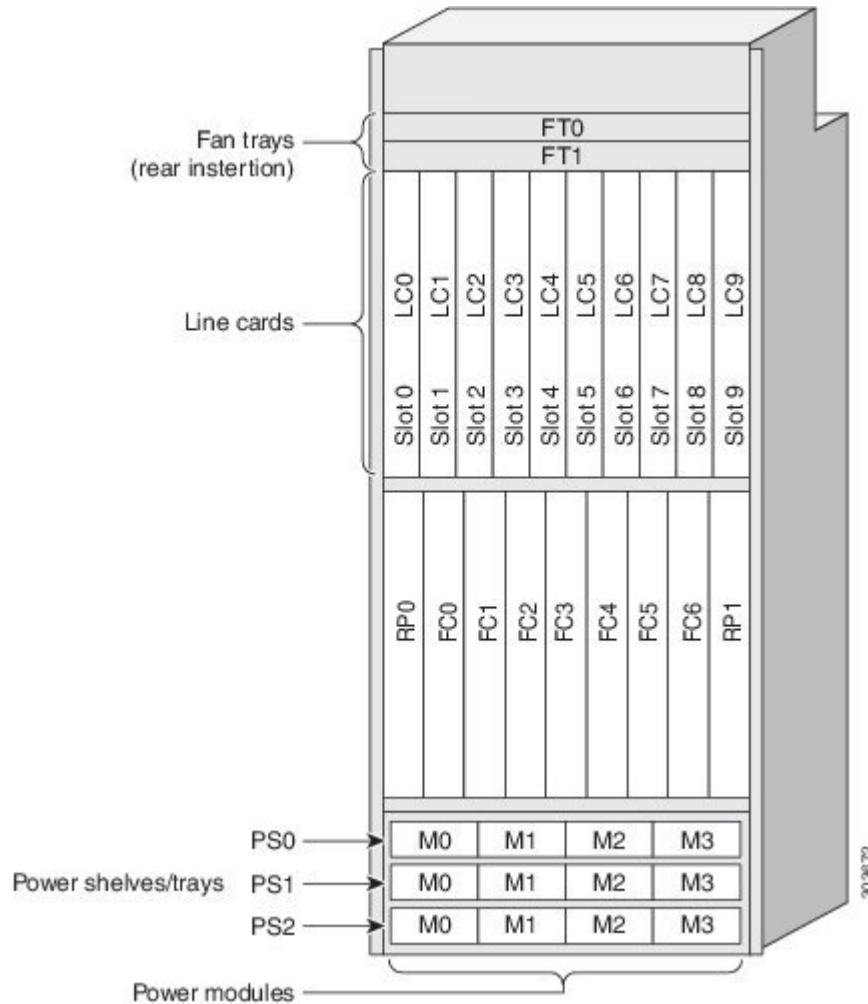 FT0
Fan trays
(rear instertion)
FT1
LC0 LC1 LC2 LC3 LC4 LC5 LC6 LC7 LC8 LC9
Line cards
Slot 0 Slot 1 Slot 2 Slot 3 Slot 4 Slot 5 Slot 6 Slot 7 Slot 8 Slot 9
RP0 FC0 FC1 FC2 FC3 FC4 FC5 FC6 RP1
PS0 M0 M1 M2 M3
Power shelves/trays PS1 M0 M1 M2 M3
PS2 M0 M1 M2 M3
Power modules